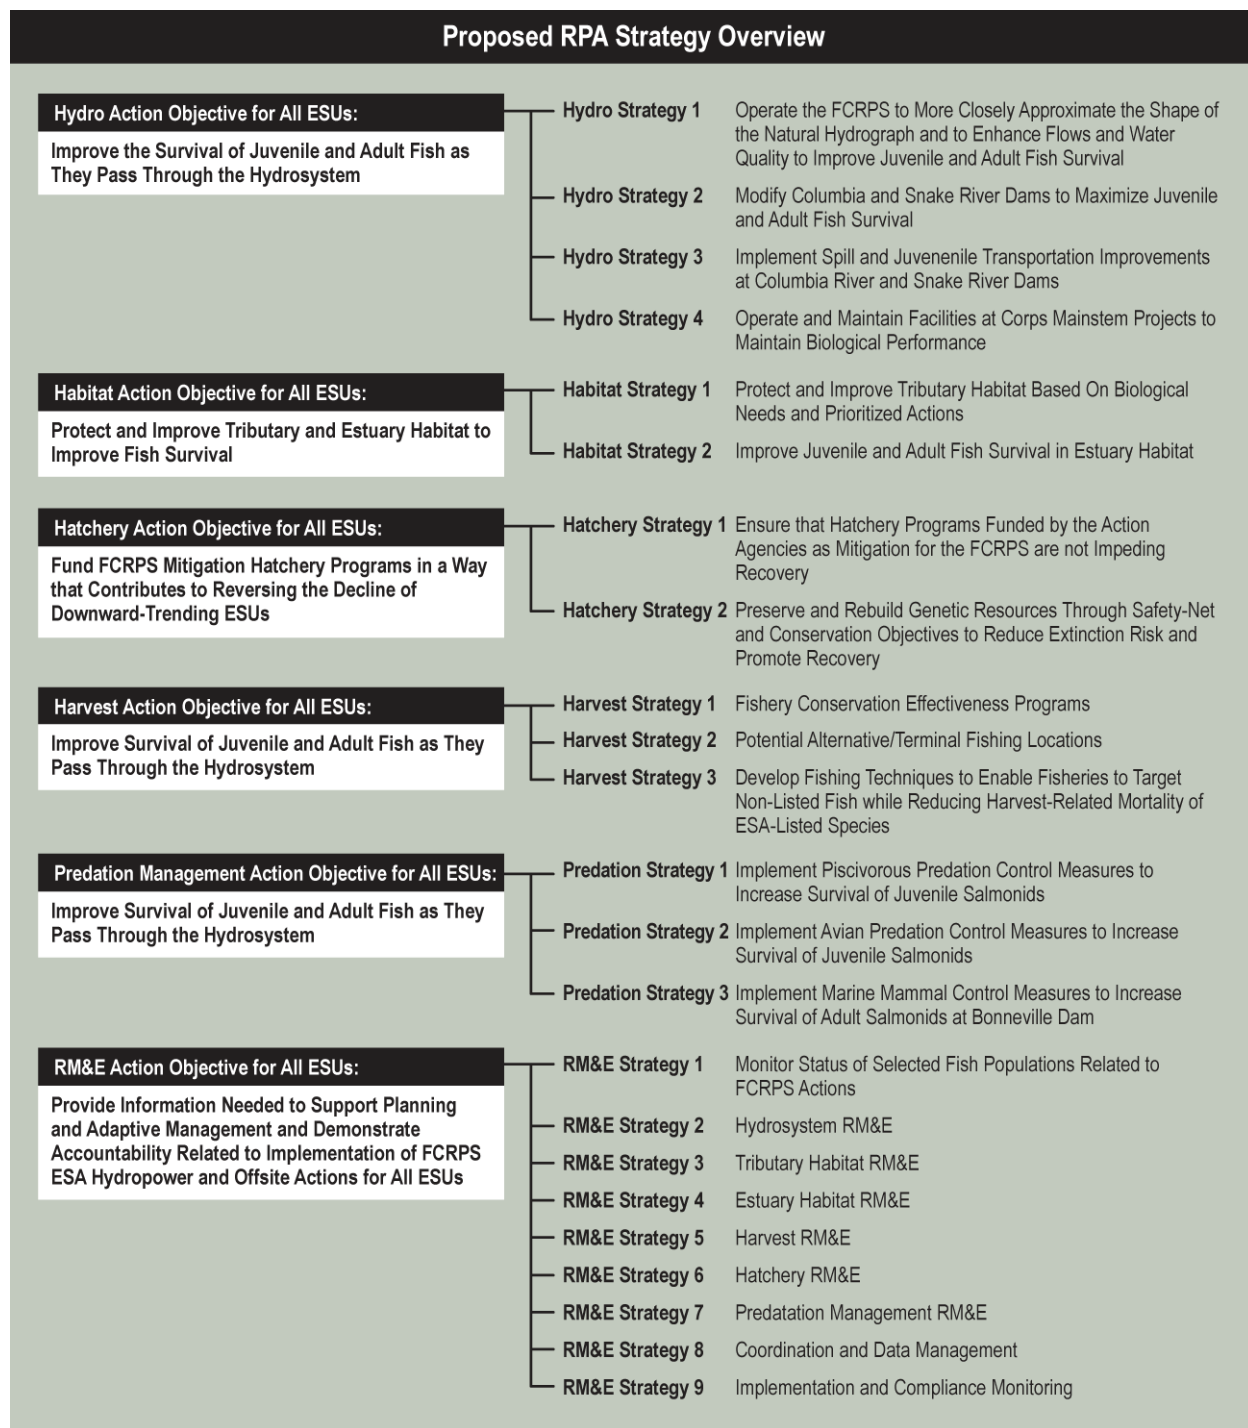 Proposed RPA Strategy Overview
Hydro Action Objective for All ESUs:
Improve the Survival of Juvenile and Adult Fish as
They Pass Through the Hydrosystem
Hydro Strategy 1 Operate the FCRPS to More Closely Approximate the Shape of
the Natural Hydrograph and to Enhance Flows and Water
Quality to Improve Juvenile and Adult Fish Survival
Hydro Strategy 2 Modify Columbia and Snake River Dams to Maximize Juvenile
and Adult Fish Survival
Hydro Strategy 3 Implement Spill and Juvenenile Transportation Improvements
at Columbia River and Snake River Dams
Hydro Strategy 4 Operate and Maintain Facilities at Corps Mainstem Projects to
Maintain Biological Performance
Habitat Action Objective for All ESUs:
Protect and Improve Tributary and Estuary Habitat to
Improve Fish Survival
Habitat Strategy 1 Protect and Improve Tributary Habitat Based On Biological
Needs and Prioritized Actions
Habitat Strategy 2 Improve Juvenile and Adult Fish Survival in Estuary Habitat
Hatchery Action Objective for All ESUs:
Fund FCRPS Mitigation Hatchery Programs in a Way
that Contributes to Reversing the Decline of
Downward-Trending ESUs
Hatchery Strategy 1 Ensure that Hatchery Programs Funded by the Action
Agencies as Mitigation for the FCRPS are not Impeding
Recovery
Hatchery Strategy 2 Preserve and Rebuild Genetic Resources Through Safety-Net
and Conservation Objectives to Reduce Extinction Risk and
Promote Recovery
Harvest Action Objective for All ESUs:
Improve Survival of Juvenile and Adult Fish as They
Pass Through the Hydrosystem
Harvest Strategy 1 Fishery Conservation Effectiveness Programs
Harvest Strategy 2 Potential Alternative/Terminal Fishing Locations
Harvest Strategy 3 Develop Fishing Techniques to Enable Fisheries to Target
Non-Listed Fish while Reducing Harvest-Related Mortality of
ESA-Listed Species
Predation Management Action Objective for All ESUs:
Improve Survival of Juvenile and Adult Fish as They
Pass Through the Hydrosystem
Predation Strategy 1 Implement Piscivorous Predation Control Measures to
Increase Survival of Juvenile Salmonids
Predation Strategy 2 Implement Avian Predation Control Measures to Increase
Survival of Juvenile Salmonids
Predation Strategy 3 Implement Marine Mammal Control Measures to Increase
Survival of Adult Salmonids at Bonneville Dam
RM&E Action Objective for All ESUs:
Provide Information Needed to Support Planning
and Adaptive Management and Demonstrate
Accountability Related to Implementation of FCRPS
ESA Hydropower and Offsite Actions for All ESUs
RM&E Strategy 1 Monitor Status of Selected Fish Populations Related to
FCRPS Actions
RM&E Strategy 2 Hydrosystem RM&E
RM&E Strategy 3 Tributary Habitat RM&E
RM&E Strategy 4 Estuary Habitat RM&E
RM&E Strategy 5 Harvest RM&E
RM&E Strategy 6 Hatchery RM&E
RM&E Strategy 7 Predatation Management RM&E
RM&E Strategy 8 Coordination and Data Management
RM&E Strategy 9 Implementation and Compliance Monitoring